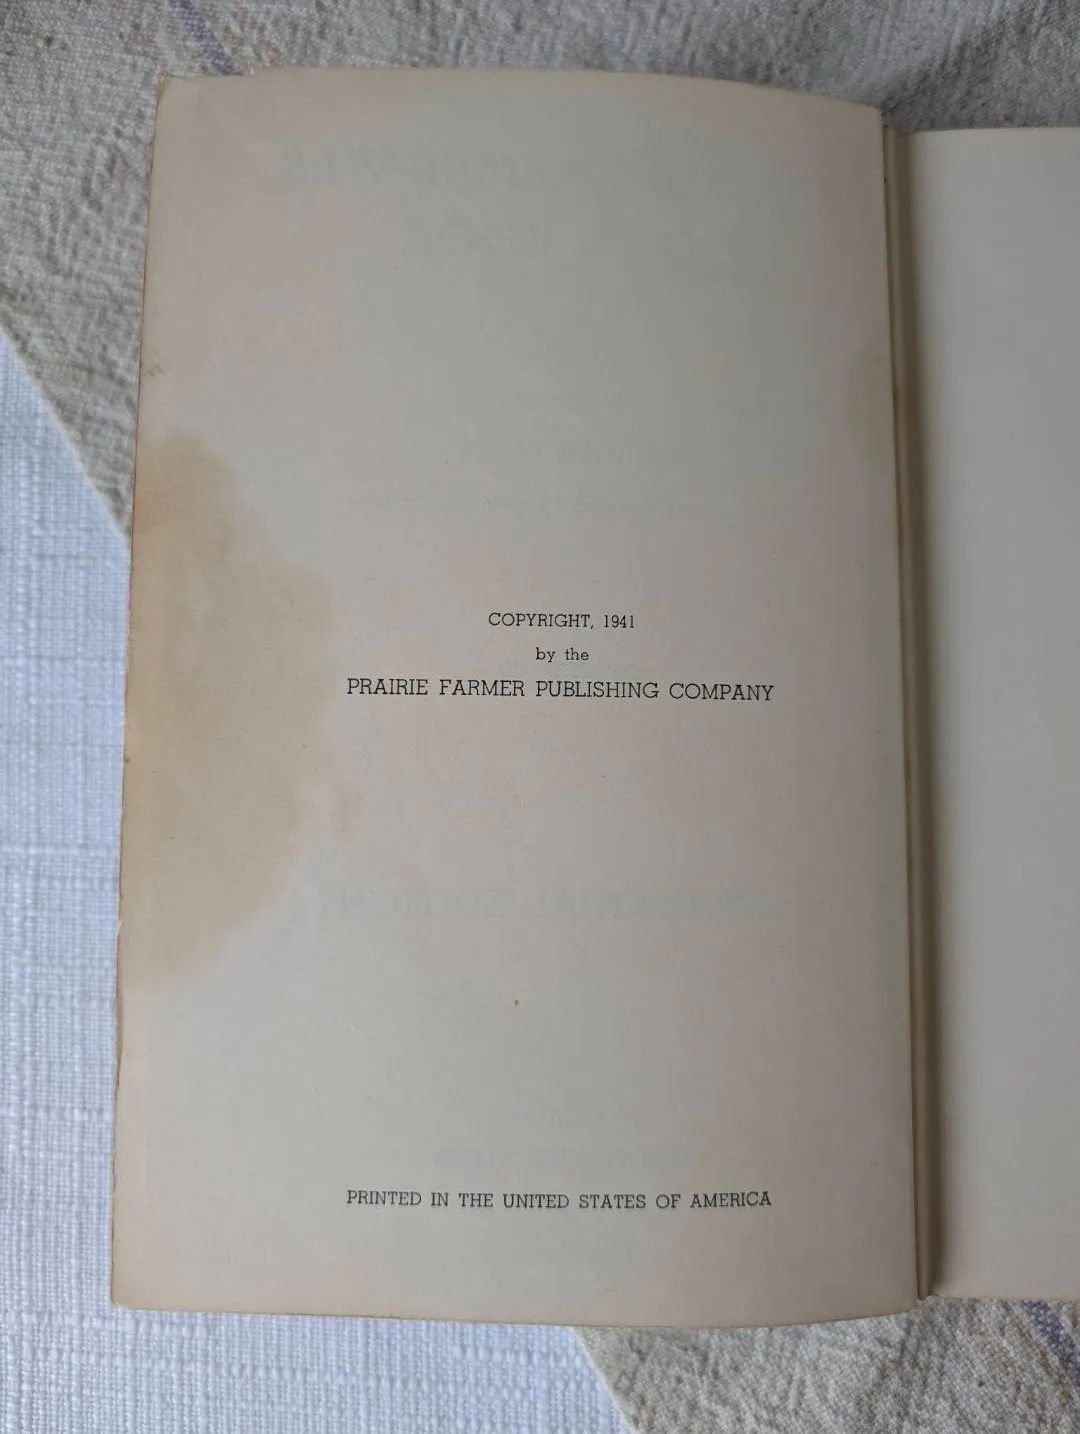 COPYRIGHT, 1941
by the
PRAIRIE FARMER PUBLISHING COMPANY
PRINTED IN THE UNITED STATES OF AMERICA